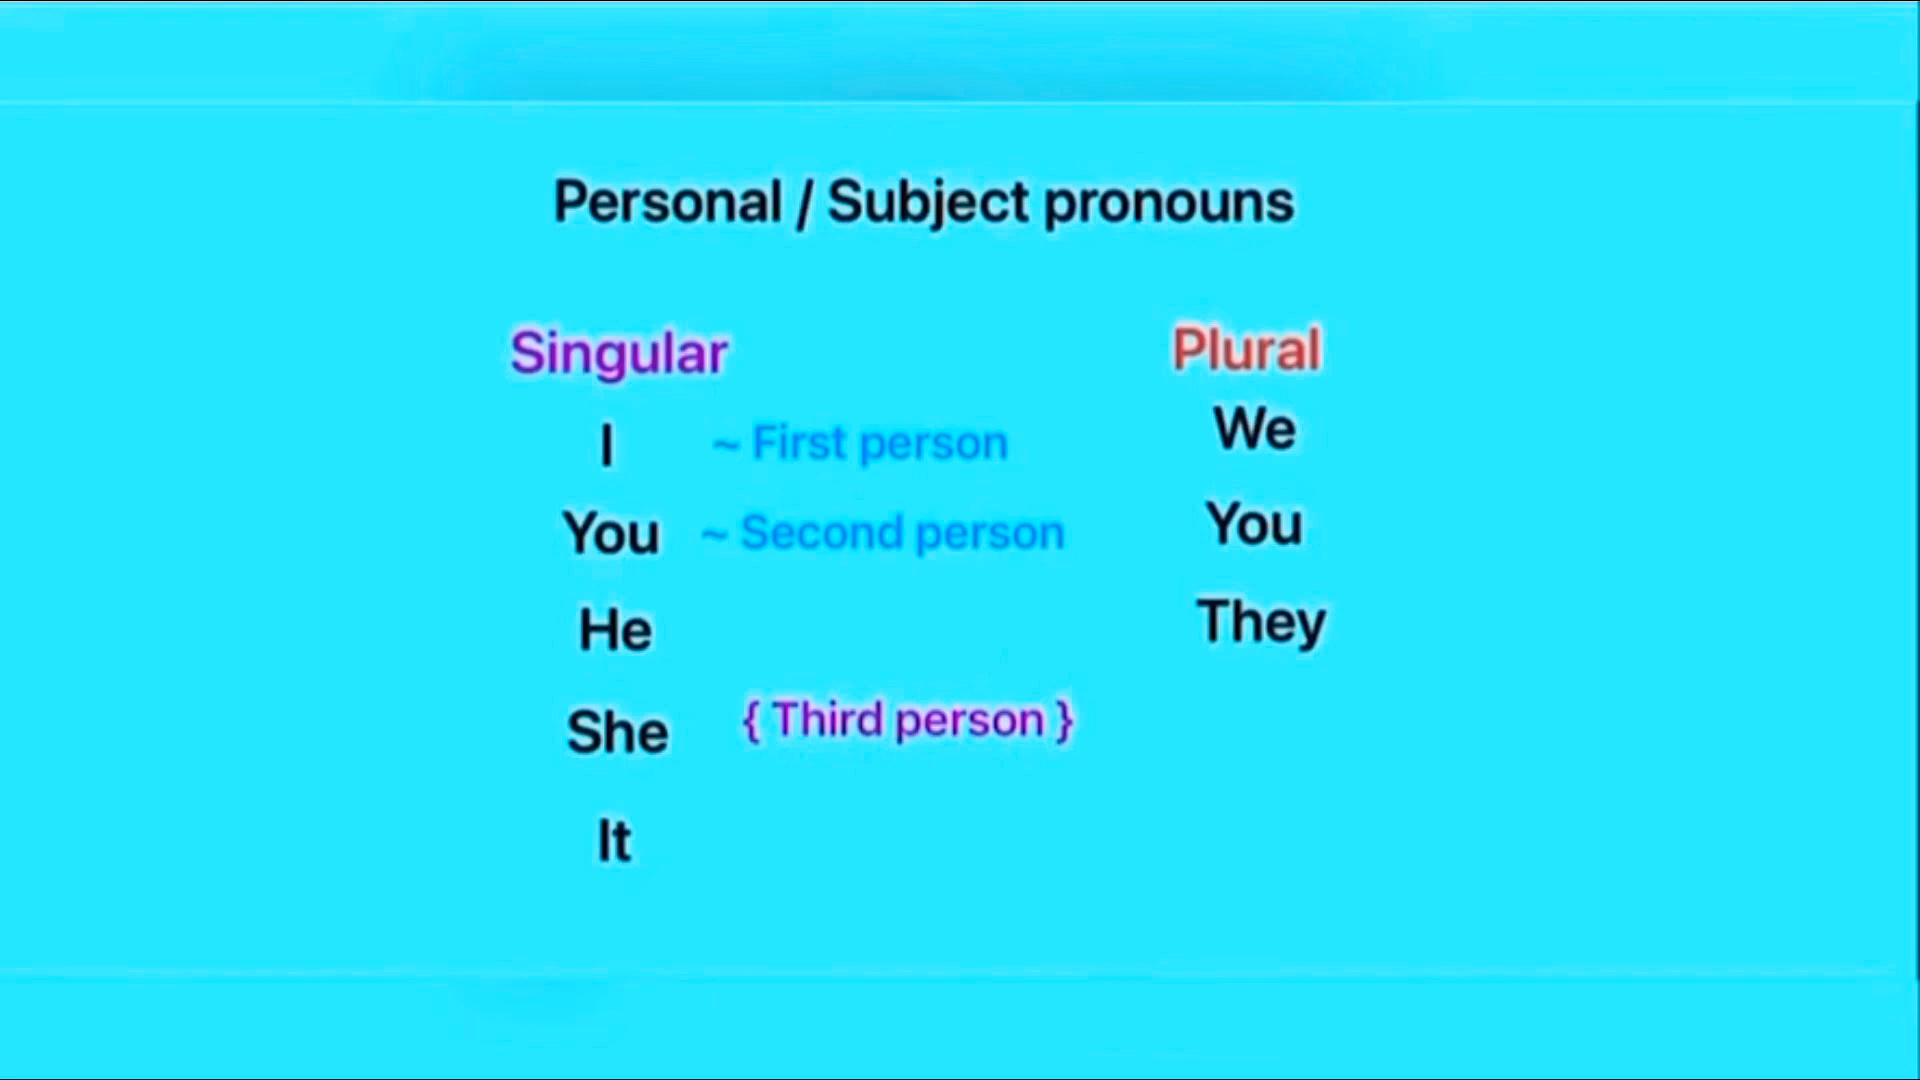 Personal / Subject pronouns
Singular Plural
I ~ First person We
You ~ Second person You
He They
She { Third person }
It